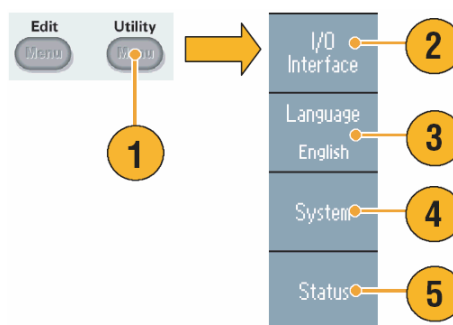 Edit
Utility
Menu
Menu
1
I/O
Interface
2
Language
English
3
System
4
Status
5